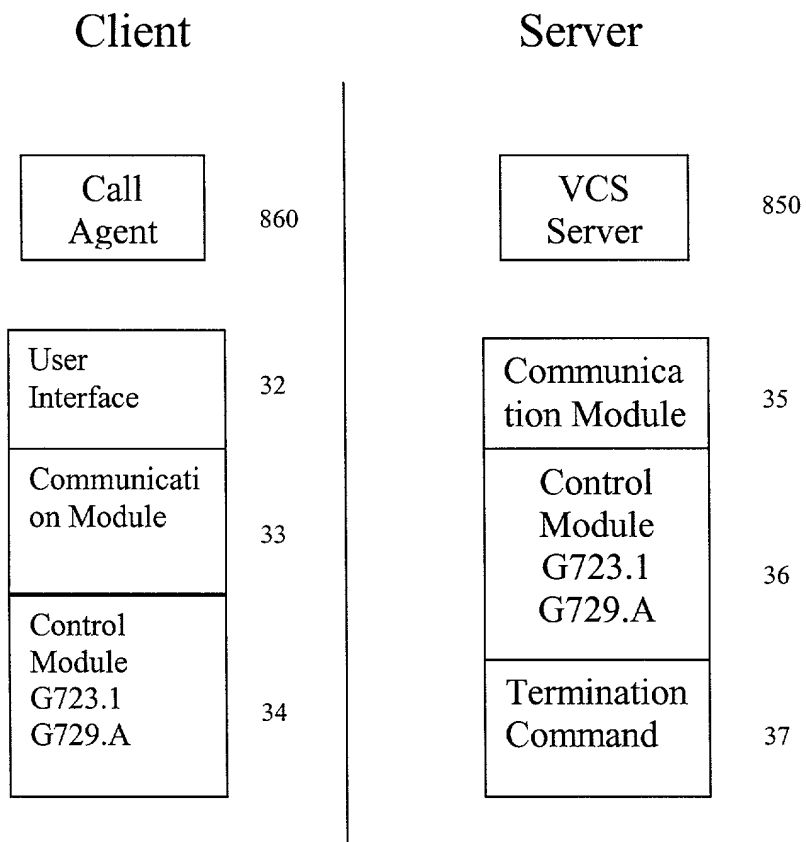 Client
Server
Call
Agent
860
VCS
Server
850
User
Interface
32
Communicati
on Module
33
Control
Module
G723.1
G729.A
34
Communica
tion Module
35
Control
Module
G723.1
G729.A
36
Termination
Command
37